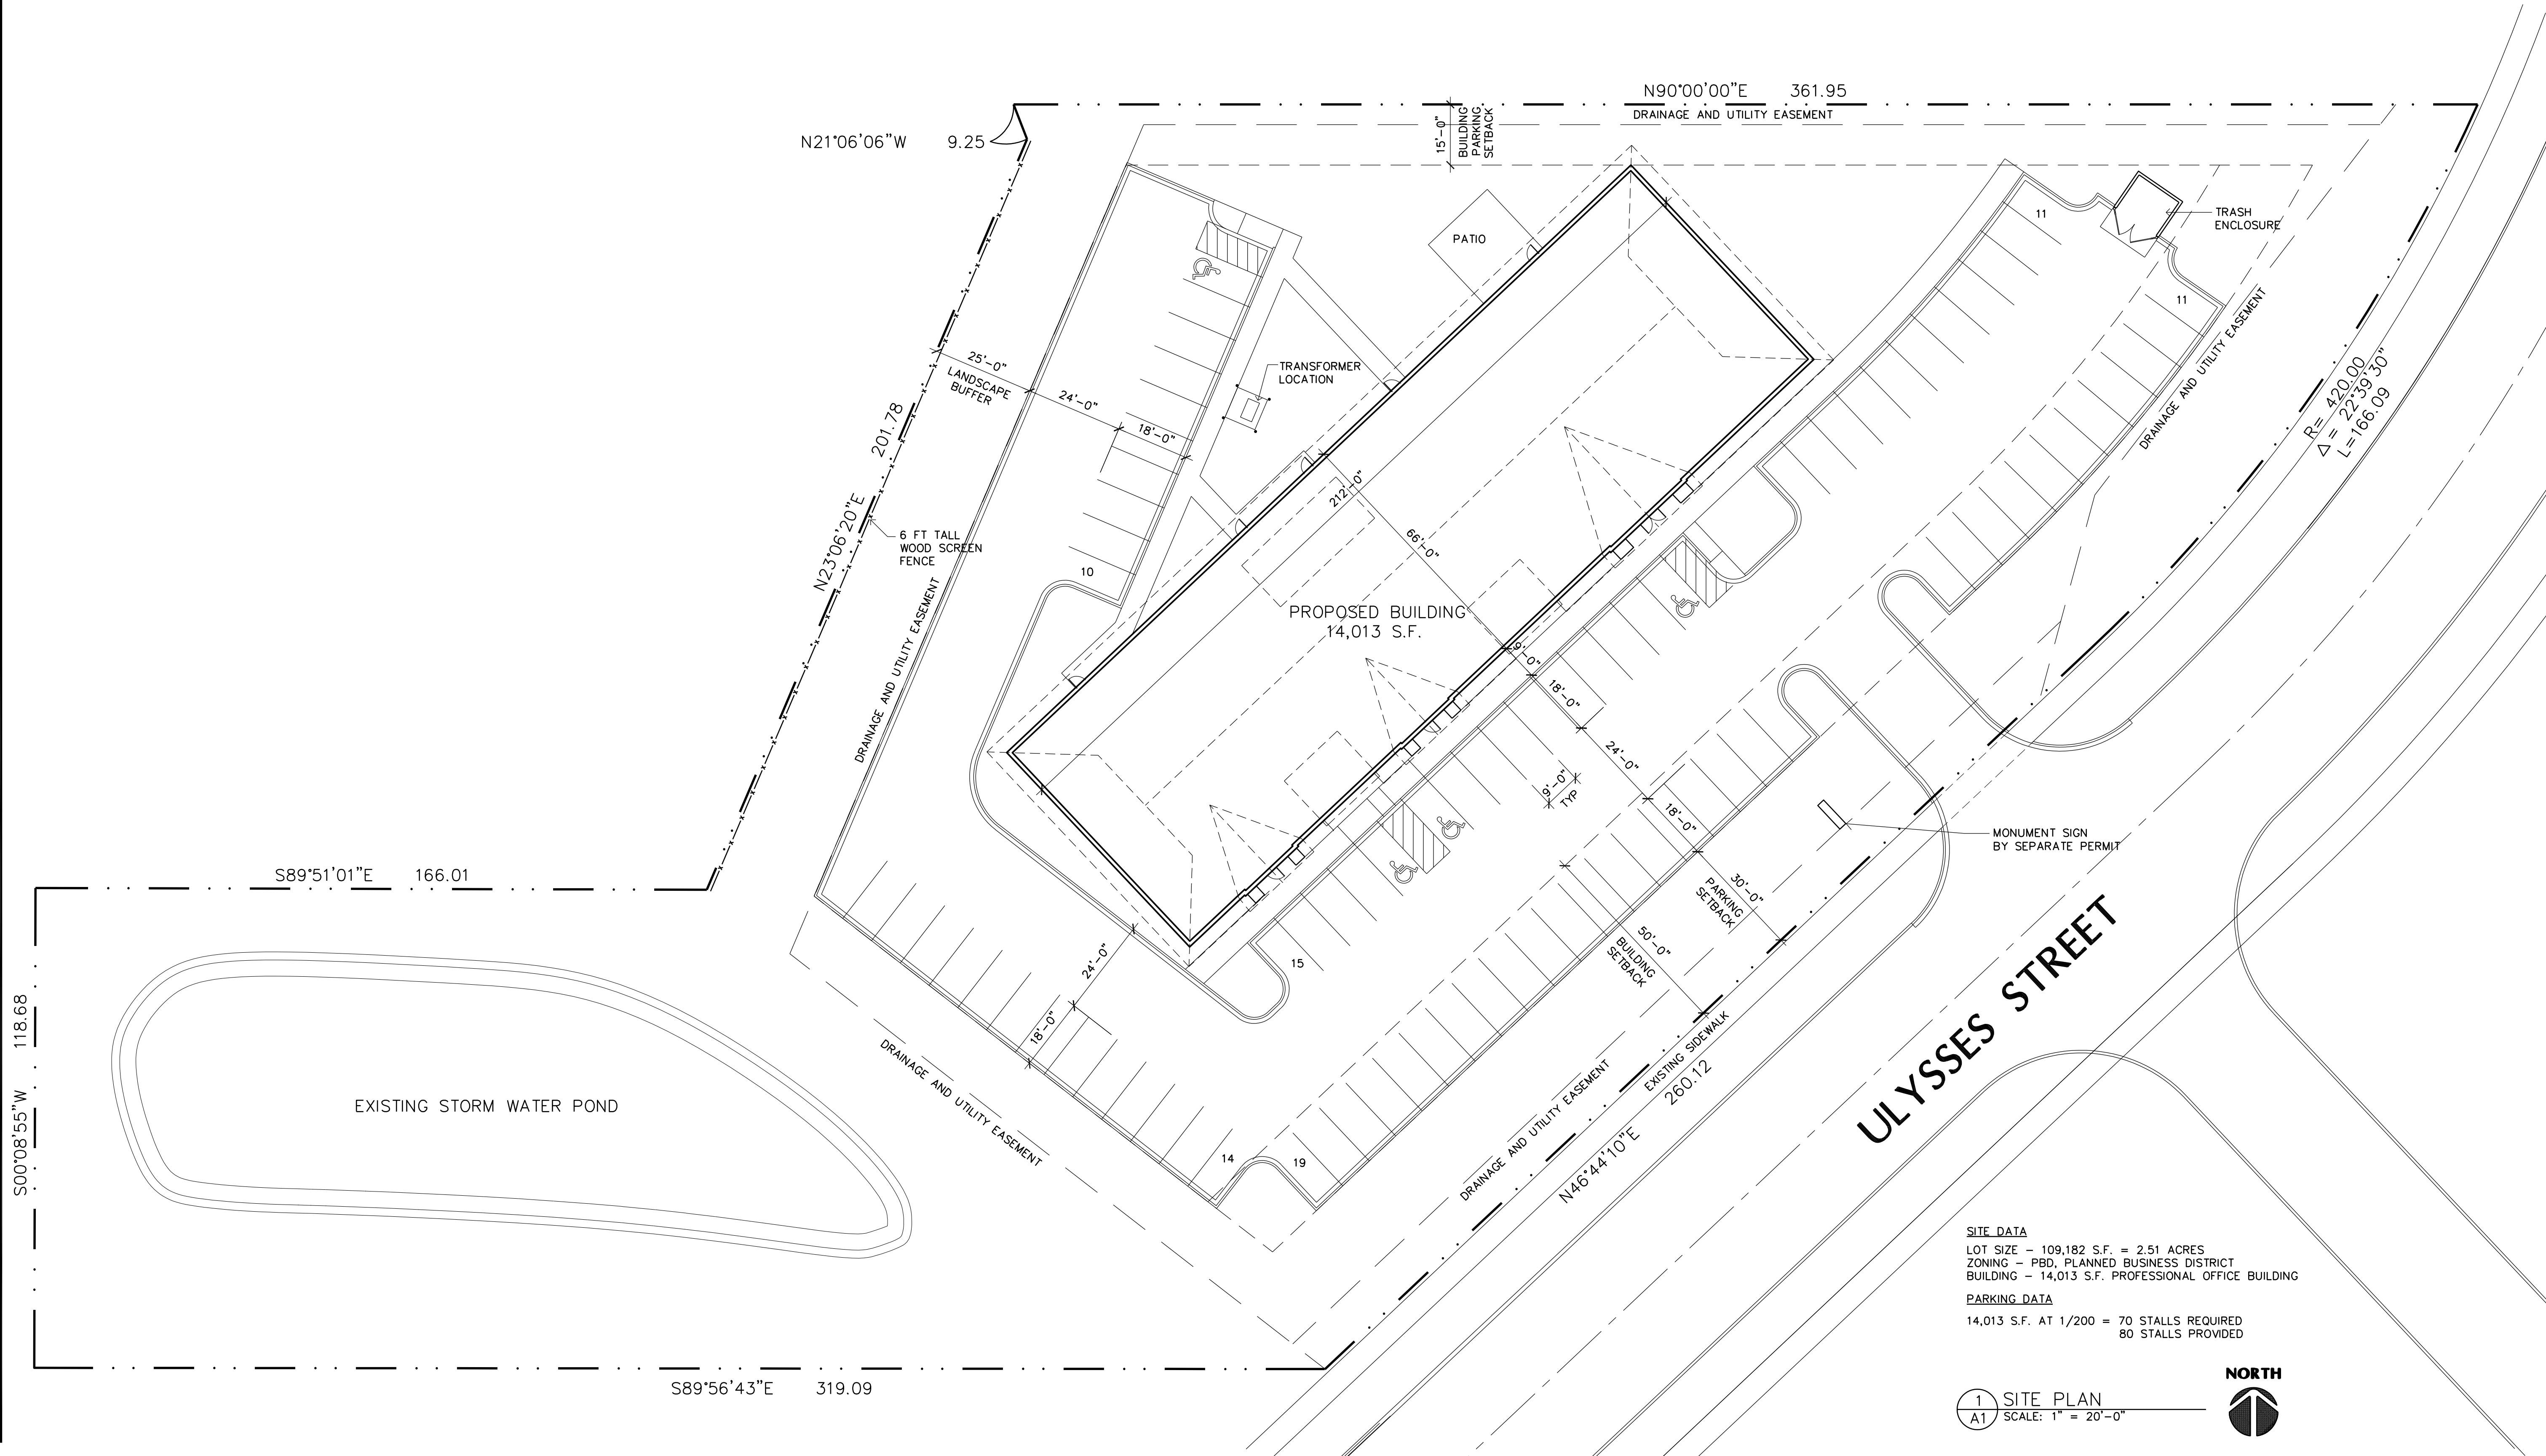 N90°00'00"E 361.95
DRAINAGE AND UTILITY EASEMENT
15'-0"
BUILDING
PARKING
SETBACK
N21°06'06"W 9.25
11
TRASH
ENCLOSURE
PATIO
11
DRAINAGE AND UTILITY EASEMENT
R= 420.00
Δ = 22°39'30"
L=166.09
25'-0"
LANDSCAPE
BUFFER
24'-0"
18'-0"
TRANSFORMER
LOCATION
N23°06'20"E 201.78
6 FT TALL
WOOD SCREEN
FENCE
10
212'-0"
66'-0"
PROPOSED BUILDING
14,013 S.F.
DRAINAGE AND UTILITY EASEMENT
9'-0"
18'-0"
24'-0"
9'-0"
TYP
18'-0"
MONUMENT SIGN
BY SEPARATE PERMIT
30'-0"
PARKING
SETBACK
50'-0"
BUILDING
SETBACK
S89°51'01"E 166.01
24'-0"
18'-0"
15
S00°08'55"W 118.68
EXISTING STORM WATER POND
DRAINAGE AND UTILITY EASEMENT
14
19
DRAINAGE AND UTILITY EASEMENT
EXISTING SIDEWALK
N46°44'10"E 260.12
ULYSSES STREET
S89°56'43"E 319.09
SITE DATA
LOT SIZE – 109,182 S.F. = 2.51 ACRES
ZONING – PBD, PLANNED BUSINESS DISTRICT
BUILDING – 14,013 S.F. PROFESSIONAL OFFICE BUILDING
PARKING DATA
14,013 S.F. AT 1/200 = 70 STALLS REQUIRED
80 STALLS PROVIDED
NORTH
1
A1
SITE PLAN
SCALE: 1" = 20'-0"